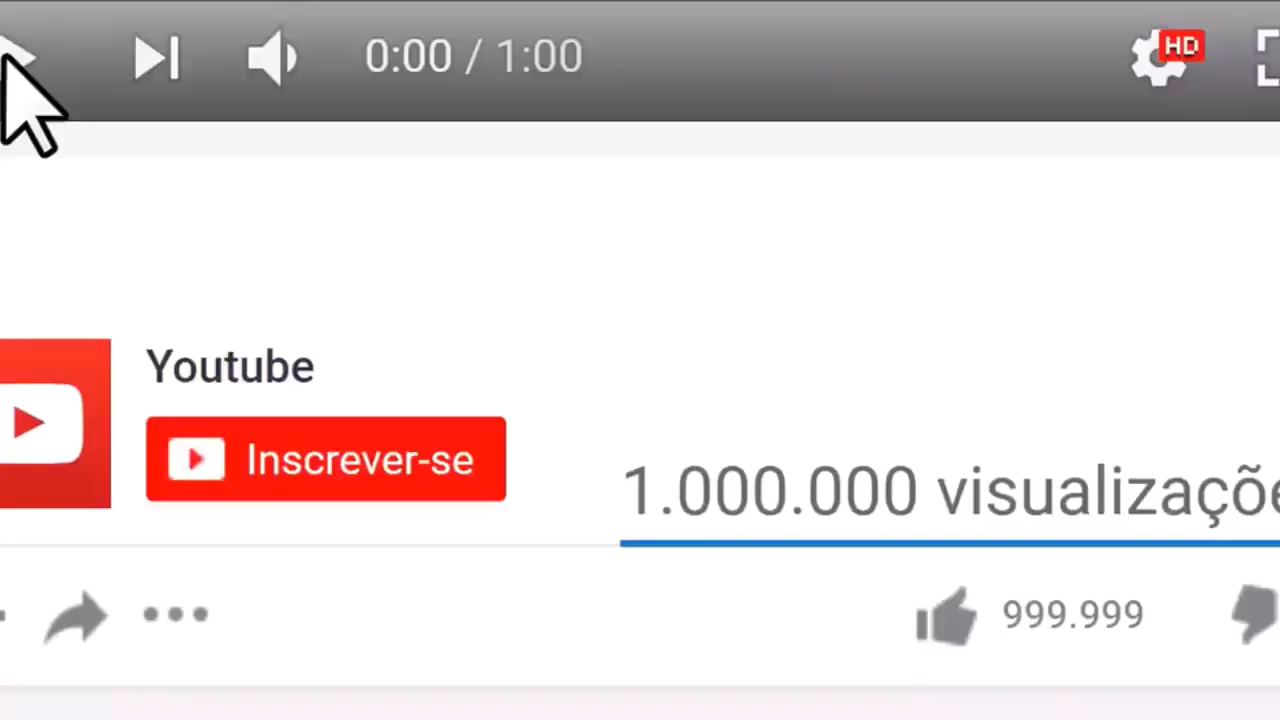 0:00 / 1:00
HD
Youtube
Inscrever-se
1.000.000 visualizaçõe
999.999